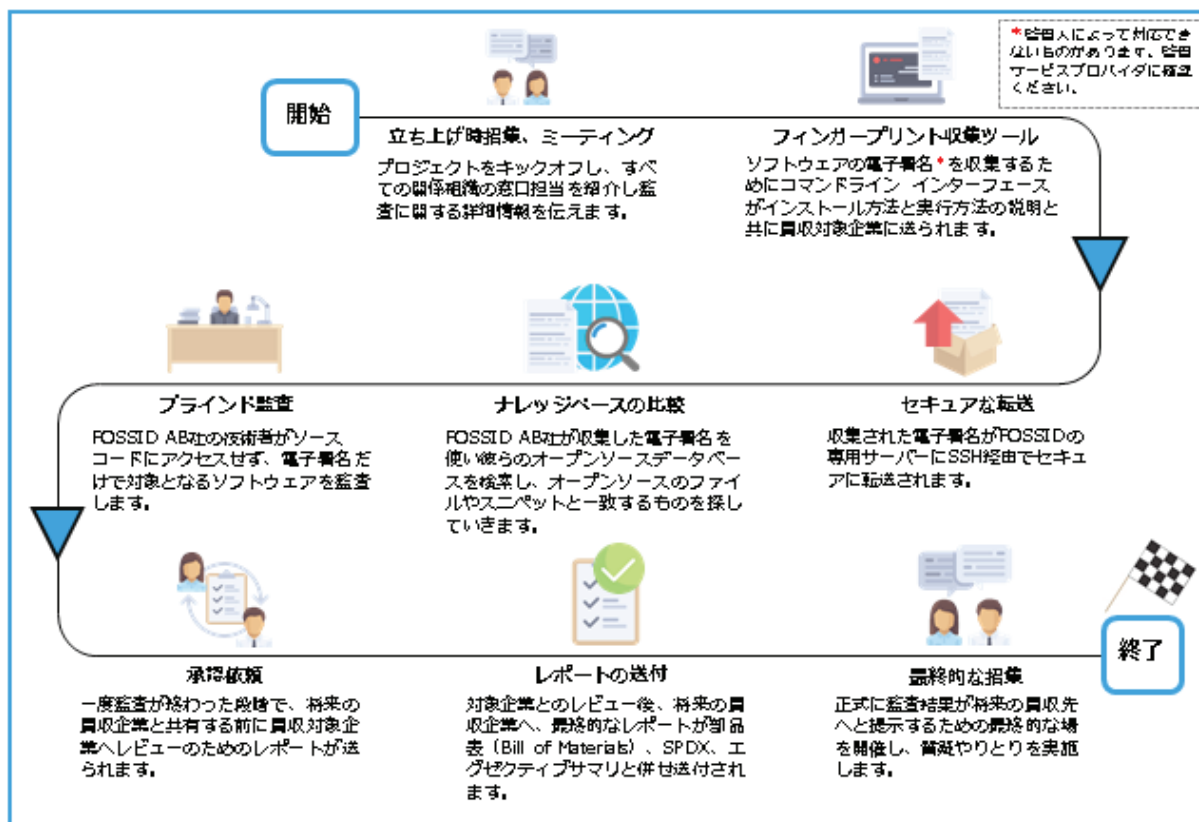 開始
立ち上げ時招集、ミーティング
プロジェクトをキックオフし、すべ
ての関係組織の窓口担当を紹介し監
査に関する詳細情報を伝えます。
フィンガープリント収集ツール
ソフトウェアの電子署名*を収集するた
めにコマンドライン インターフェース
がインストール方法と実行方法の説明と
共に買収対象企業に送られます。
*監査人によって対応でき
ないものがあります。監査
サービスプロバイダに確認
ください。
セキュアな転送
収集された電子署名がFOSSIDの
専用サーバーにSSH経由でセキュ
アに転送されます。
ナレッジベースの比較
FOSSID AB社が収集した電子署名を
使い彼らのオープンソースデータベー
スを検索し、オープンソースのファイ
ルやスニペットと一致するものを探し
ていきます。
ブラインド監査
FOSSID AB社の技術者がソース
コードにアクセスせず、電子署名だ
けで対象となるソフトウェアを監査
します。
承認依頼
一度監査が終わった段階で、将来の
買収企業と共有する前に買収対象企
業へレビューのためのレポートが送
られます。
レポートの送付
対象企業とのレビュー後、将来の買
収企業へ、最終的なレポートが部品
表（Bill of Materials）、SPDX、エ
グゼクティブサマリと併せ送付されま
す。
最終的な招集
正式に監査結果が将来の買収先
へと提示するための最終的な場
を開催し、質疑やりとりを実施
します。
終了